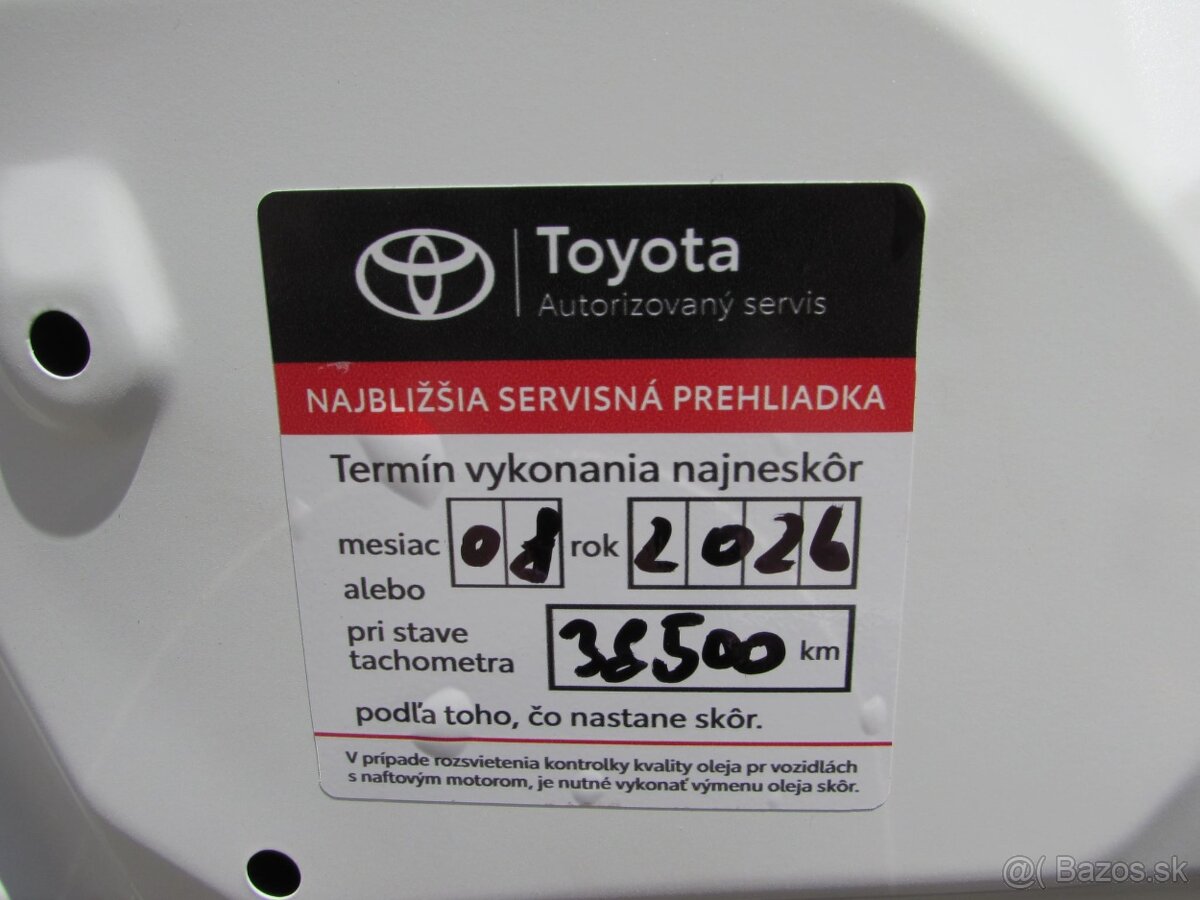 Toyota
Autorizovaný servis
NAJBLIŽŠIA SERVISNÁ PREHLIADKA
Termín vykonania najneskôr
mesiac 08 rok 2026
alebo
pri stave
tachometra 38500 km
podľa toho, čo nastane skôr.
V prípade rozsvietenia kontrolky kvality oleja pr vozidlách
s naftovým motorom, je nutné vykonať výmenu oleja skôr.
@( Bazos.sk